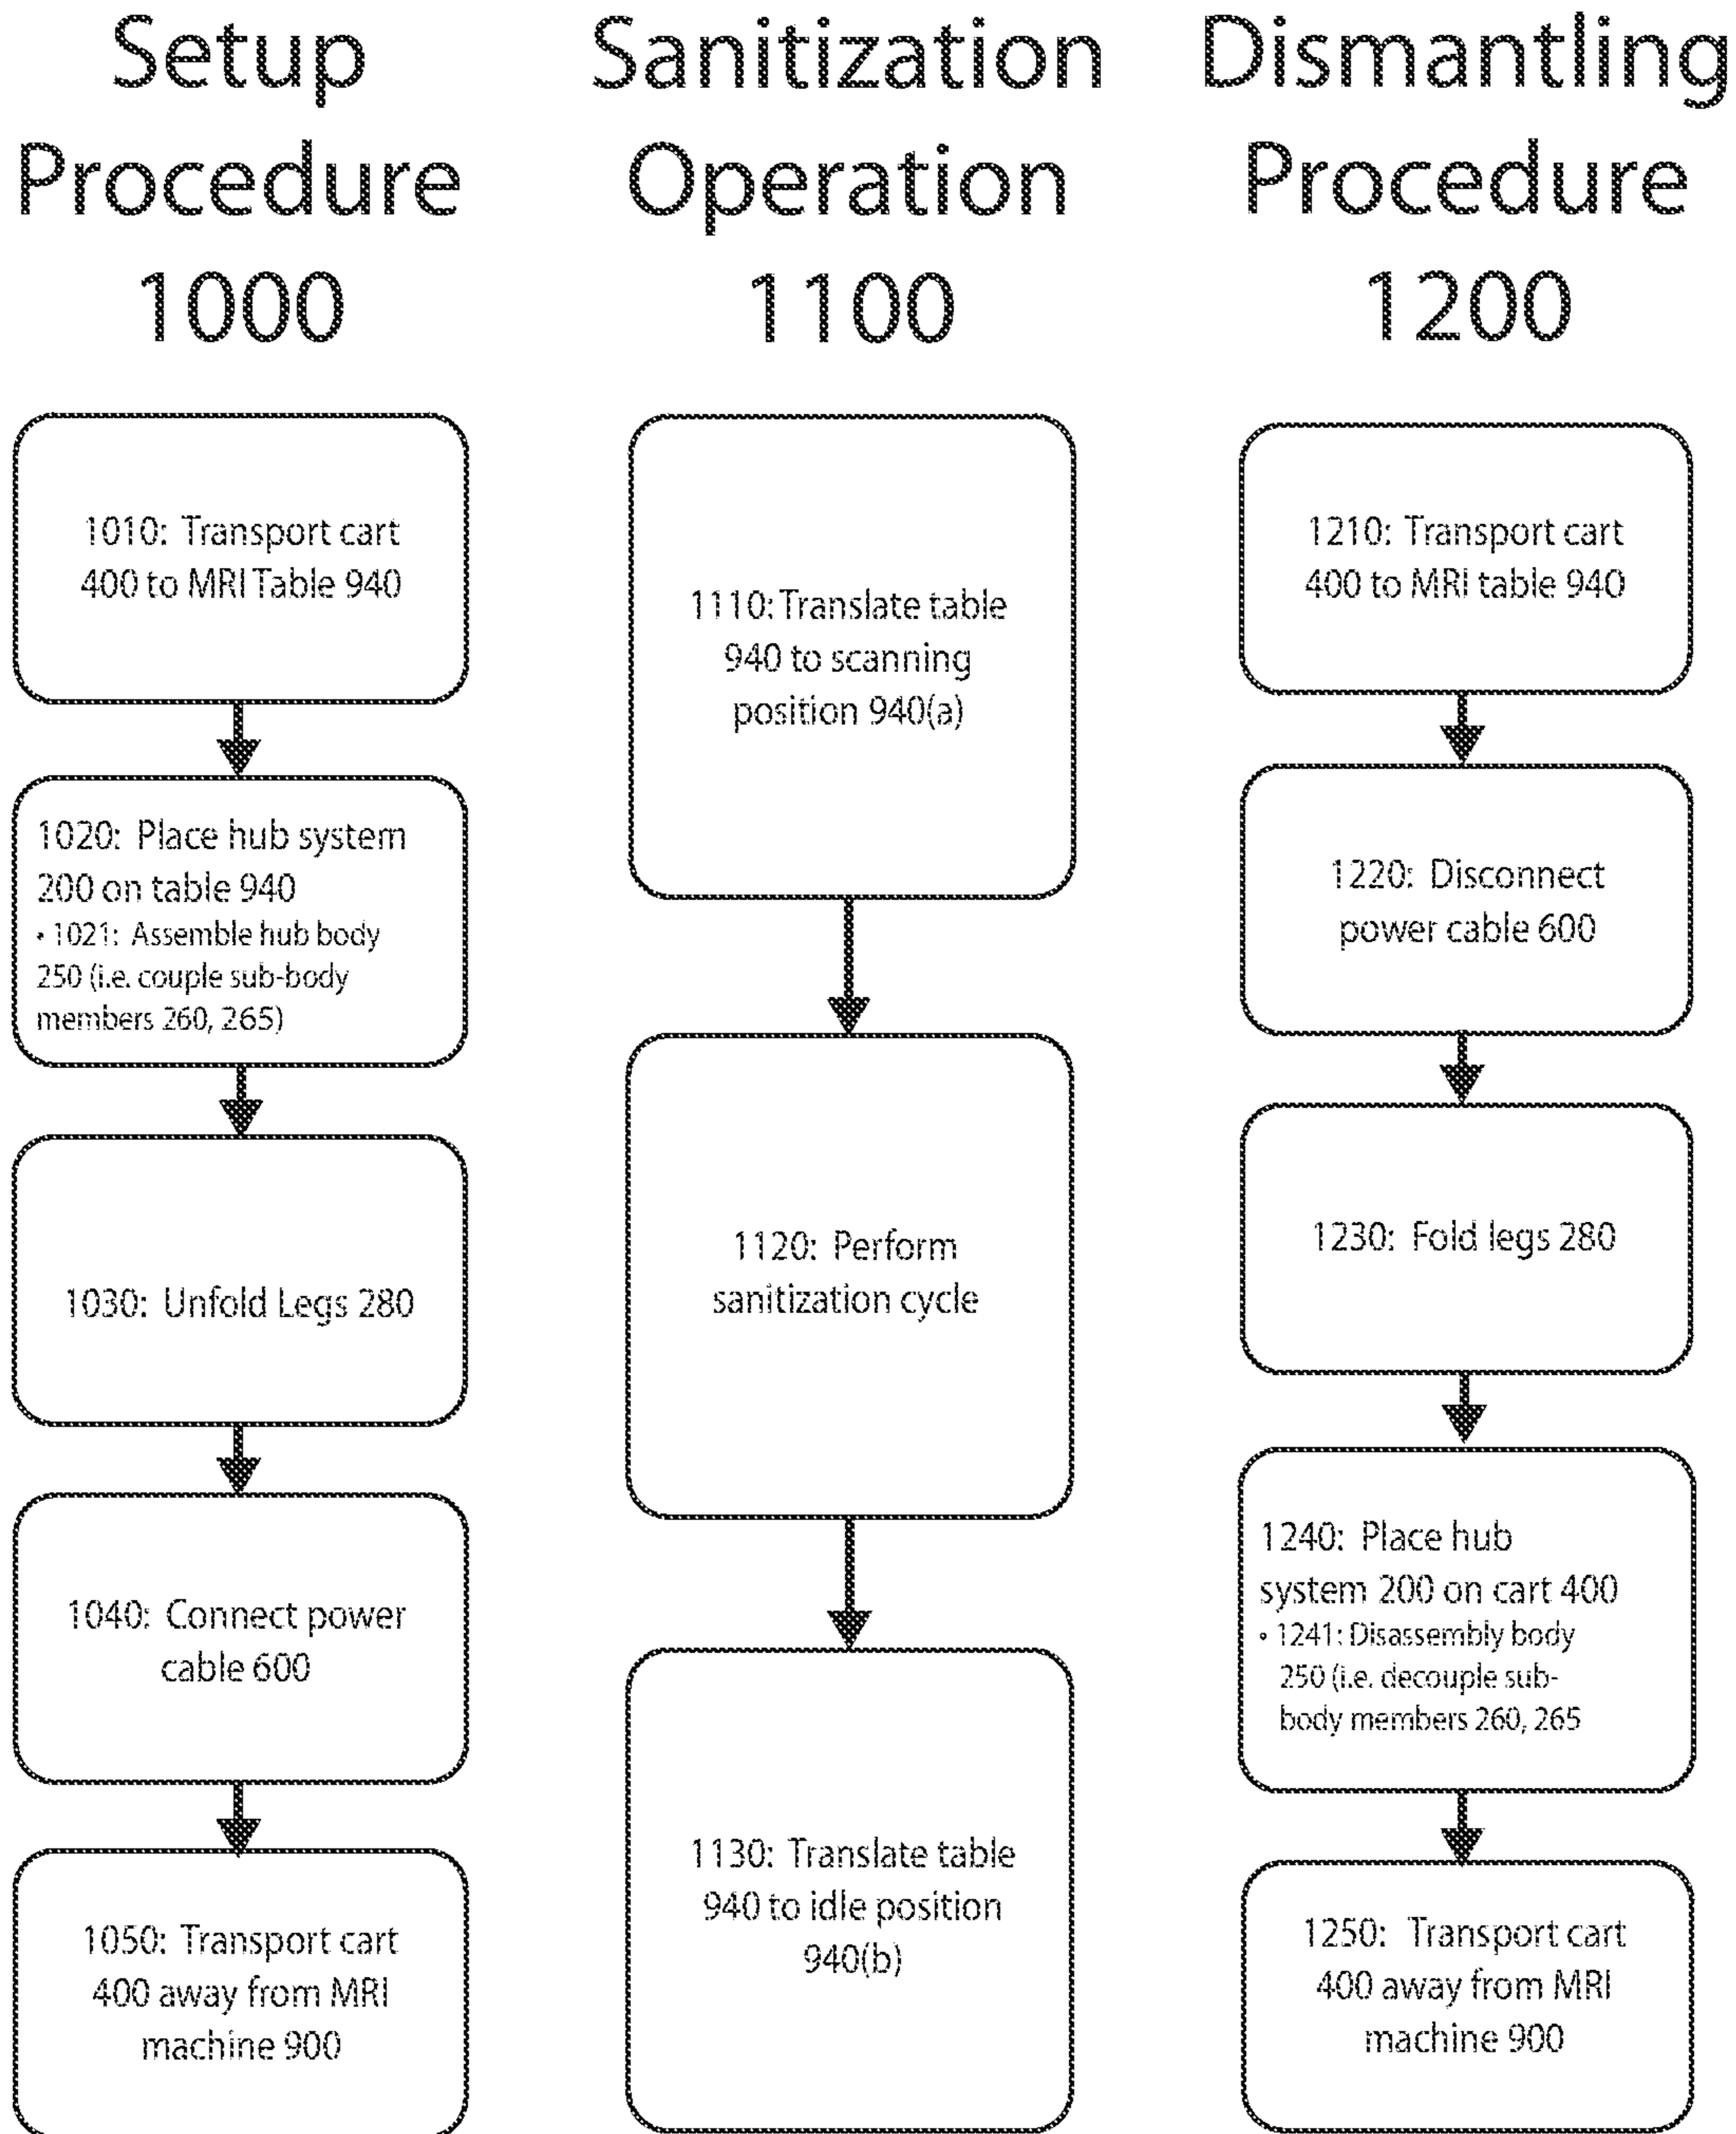 Setup
Procedure
1000
1010: Transport cart
400 to MRI Table 940
1020: Place hub system
200 on table 940
• 1021: Assemble hub body
250 (i.e. couple sub-body
members 260, 265)
1030: Unfold Legs 280
1040: Connect power
cable 600
1050: Transport cart
400 away from MRI
machine 900
Sanitization
Operation
1100
1110: Translate table
940 to scanning
position 940(a)
1120: Perform
sanitization cycle
1130: Translate table
940 to idle position
940(b)
Dismantling
Procedure
1200
1210: Transport cart
400 to MRI table 940
1220: Disconnect
power cable 600
1230: Fold legs 280
1240: Place hub
system 200 on cart 400
• 1241: Disassembly body
250 (i.e. decouple sub-
body members 260, 265
1250: Transport cart
400 away from MRI
machine 900